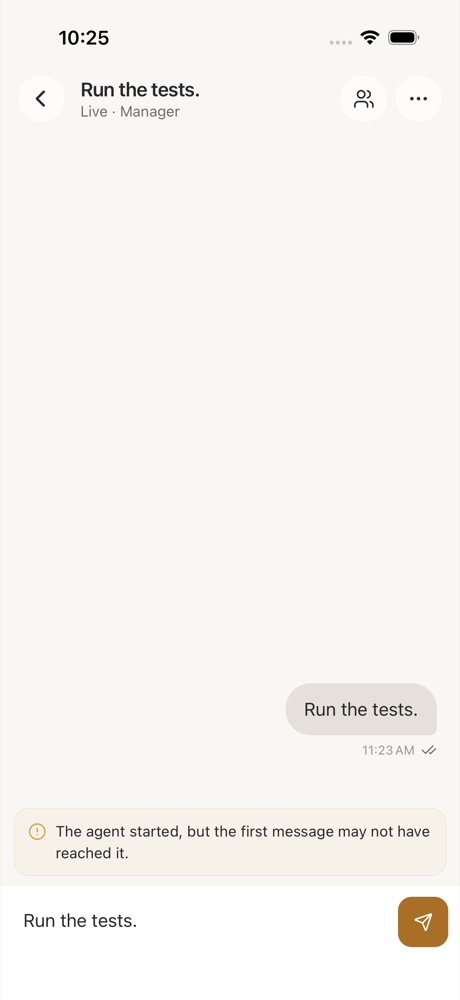 10:25
Run the tests.
Live · Manager
Run the tests.
11:23 AM
The agent started, but the first message may not have
reached it.
Run the tests.